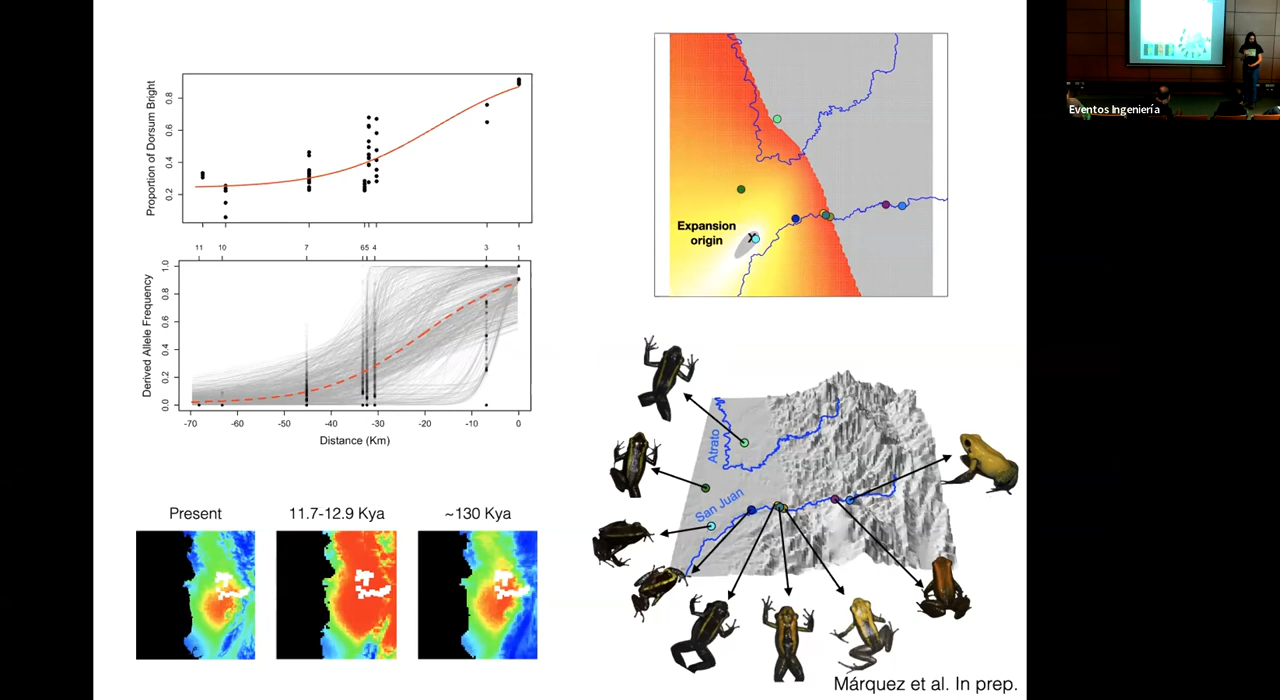 Proportion of Dorsum Bright
0.8
0.6
0.4
0.2
11 10 7 6 5 4 3 1
Derived Allele Frequency
1.0
0.8
0.6
0.4
0.2
0.0
-70 -60 -50 -40 -30 -20 -10 0
Distance (Km)
Present
11.7-12.9 Kya
~130 Kya
Expansion
origin
Atrato
San Juan
Márquez et al. In prep.
Eventos Ingeniería